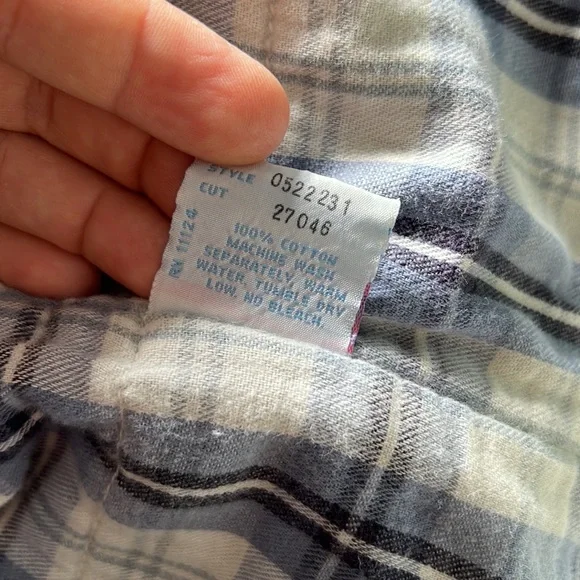 STYLE 0522231
CUT 27046
RN 11124
100% COTTON
MACHINE WASH
SEPARATELY, WARM
WATER, TUMBLE DRY
LOW, NO BLEACH.